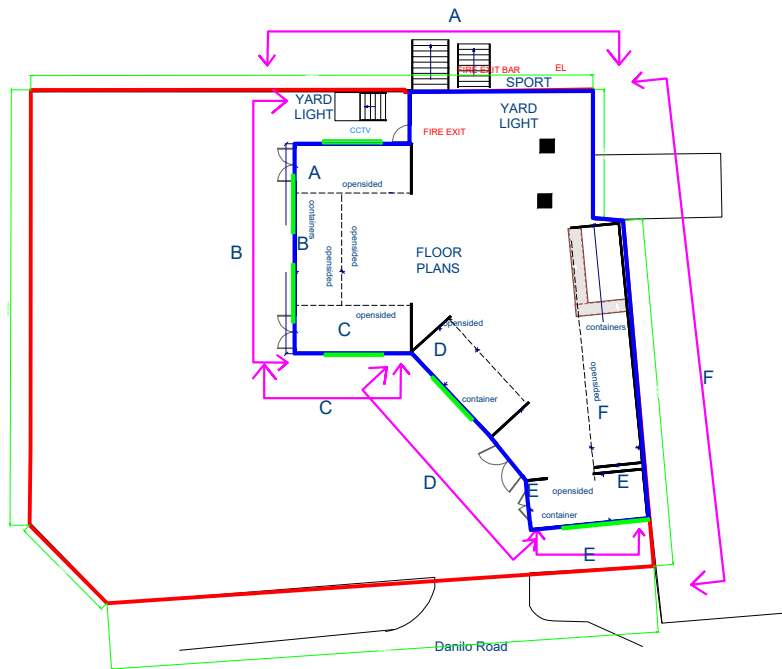 A
FIRE EXIT BAR
EL
SPORT
YARD
LIGHT
YARD
LIGHT
CCTV
FIRE EXIT
A
opensided
containers
opensided
opensided
B
B
FLOOR
PLANS
opensided
C
opensided
D
containers
opensided
F
F
container
C
D
E
opensided
E
container
E
Danilo Road